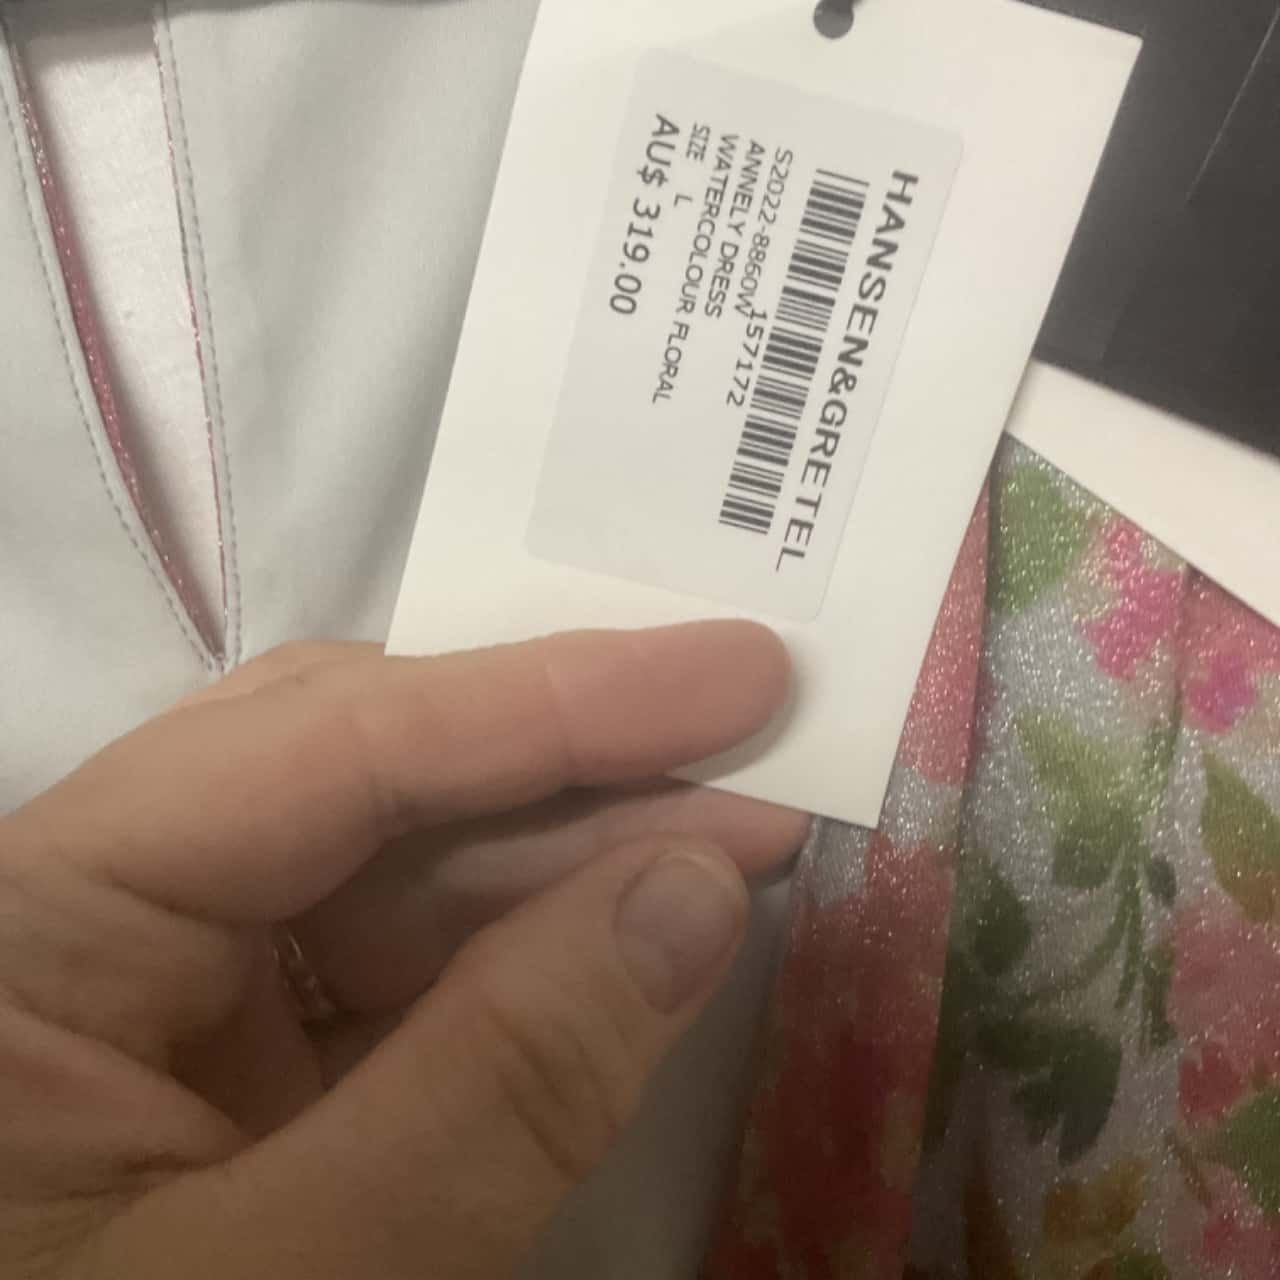 HANSEN&GRETEL
157172
S2022-8860W
ANNELY DRESS
WATERCOLOUR FLORAL
SIZE L
AU$ 319.00